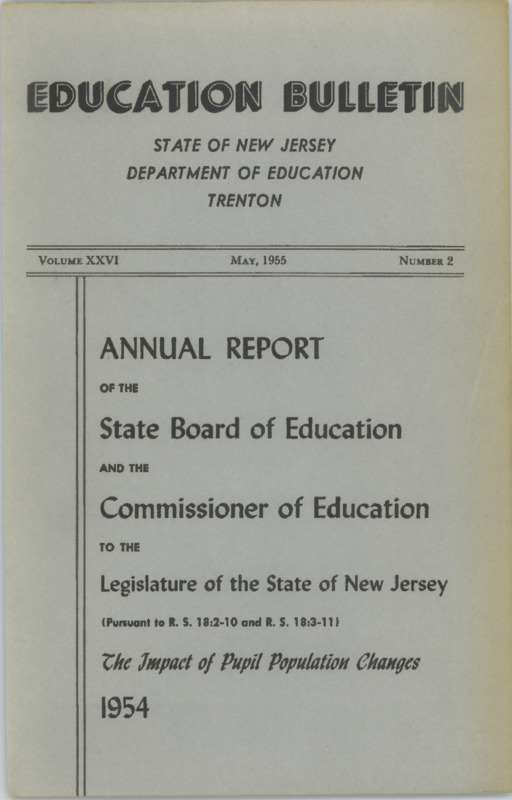 EDUCATION BULLETIN
STATE OF NEW JERSEY
DEPARTMENT OF EDUCATION
TRENTON
VOLUME XXVI MAY, 1955 NUMBER 2
ANNUAL REPORT
OF THE
State Board of Education
AND THE
Commissioner of Education
TO THE
Legislature of the State of New Jersey
(Pursuant to R. S. 18:2-10 and R. S. 18:3-11)
The Impact of Pupil Population Changes
1954